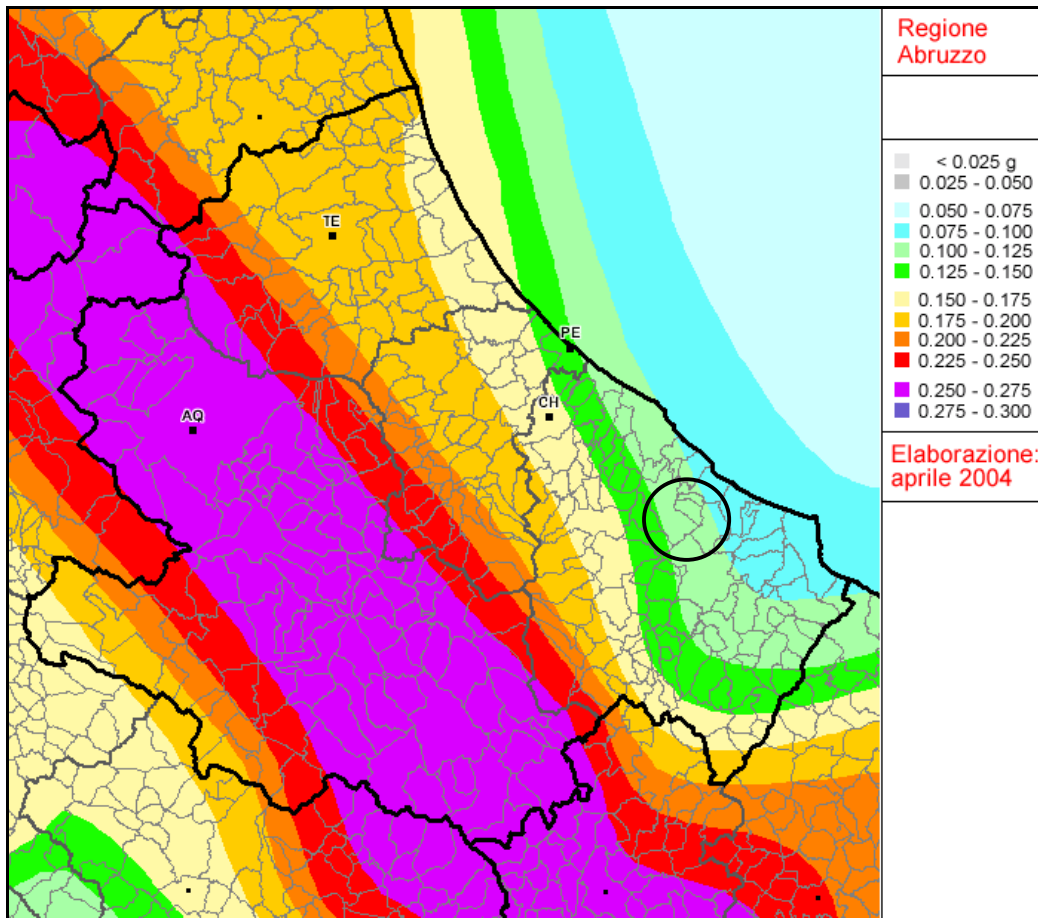 TE
PE
CH
AQ
Regione
Abruzzo
< 0.025 g
0.025 - 0.050
0.050 - 0.075
0.075 - 0.100
0.100 - 0.125
0.125 - 0.150
0.150 - 0.175
0.175 - 0.200
0.200 - 0.225
0.225 - 0.250
0.250 - 0.275
0.275 - 0.300
Elaborazione:
aprile 2004